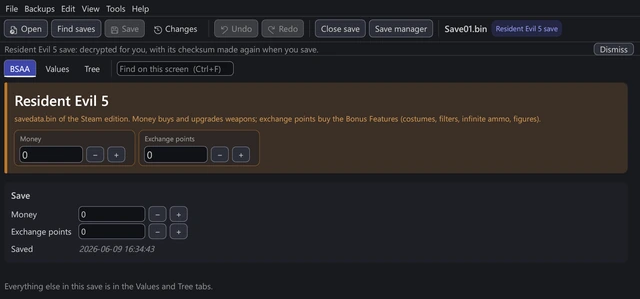 File Backups Edit View Tools Help
Open Find saves Save Changes Undo Redo Close save Save manager Save01.bin Resident Evil 5 save
Resident Evil 5 save: decrypted for you, with its checksum made again when you save. Dismiss
BSAA Values Tree Find on this screen (Ctrl+F)
Resident Evil 5
savedata.bin of the Steam edition. Money buys and upgrades weapons; exchange points buy the Bonus Features (costumes, filters, infinite ammo, figures).
Money Exchange points
0 − + 0 − +
Save
Money 0 − +
Exchange points 0 − +
Saved 2026-06-09 16:34:43
Everything else in this save is in the Values and Tree tabs.